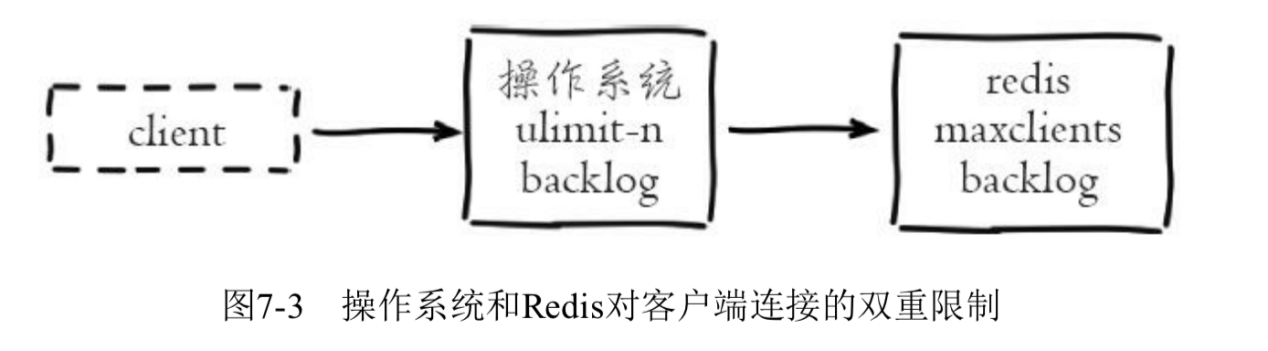 client
操作系统
ulimit-n
backlog
redis
maxclients
backlog
图7-3 操作系统和Redis对客户端连接的双重限制